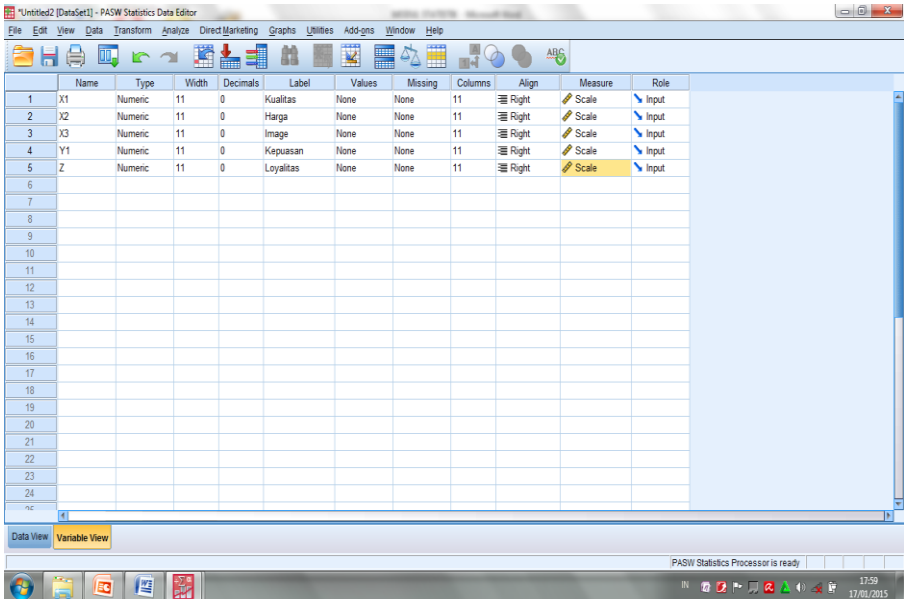 *Untitled2 [DataSet1] - PASW Statistics Data Editor
File Edit View Data Transform Analyze Direct Marketing Graphs Utilities Add-ons Window Help
Name Type Width Decimals Label Values Missing Columns Align Measure Role
1 X1 Numeric 11 0 Kualitas None None 11 Right Scale Input
2 X2 Numeric 11 0 Harga None None 11 Right Scale Input
3 X3 Numeric 11 0 Image None None 11 Right Scale Input
4 Y1 Numeric 11 0 Kepuasan None None 11 Right Scale Input
5 Z Numeric 11 0 Loyalitas None None 11 Right Scale Input
6
7
8
9
10
11
12
13
14
15
16
17
18
19
20
21
22
23
24
Data View Variable View
PASW Statistics Processor is ready
IN 17:59
17/01/2015